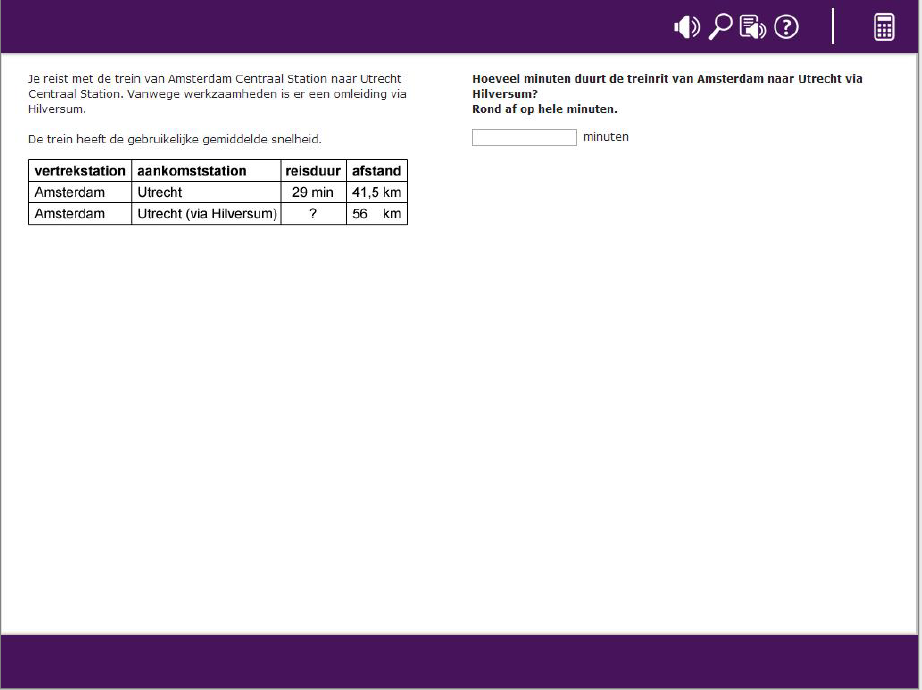 Je reist met de trein van Amsterdam Centraal Station naar Utrecht
Centraal Station. Vanwege werkzaamheden is er een omleiding via
Hilversum.
De trein heeft de gebruikelijke gemiddelde snelheid.
vertrekstation aankomststation reisduur afstand
Amsterdam Utrecht 29 min 41,5 km
Amsterdam Utrecht (via Hilversum) ? 56 km
Hoeveel minuten duurt de treinrit van Amsterdam naar Utrecht via
Hilversum?
Rond af op hele minuten.
minuten